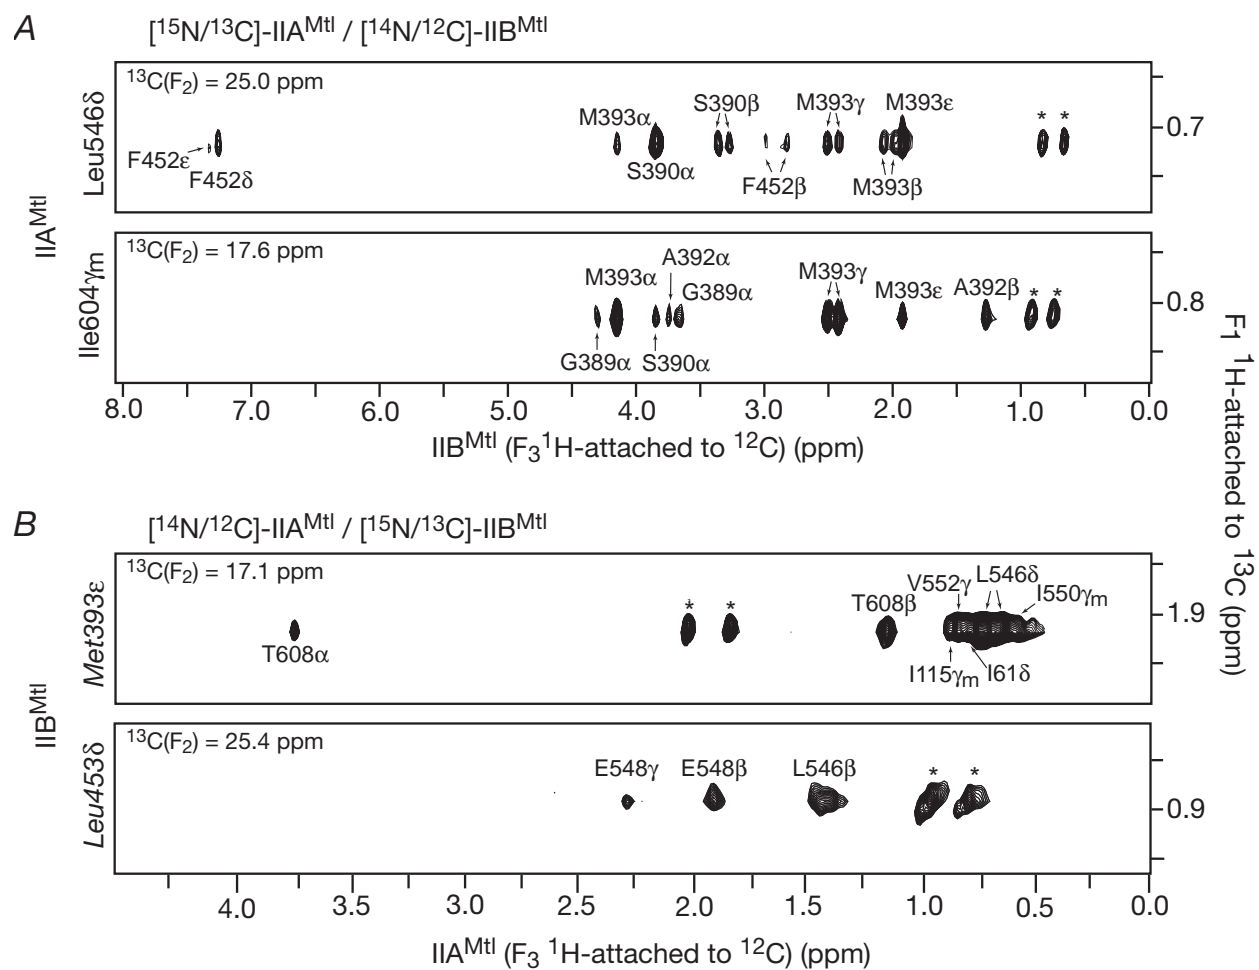 A
[15N/13C]-IIAMtl / [14N/12C]-IIBMtl
13C(F2) = 25.0 ppm
Leu546δ
F452ε
F452δ
M393α
S390α
S390β
F452β
M393γ
M393ε
M393β
* *
0.7
IIAMtl
13C(F2) = 17.6 ppm
Ile604γm
A392α
M393α
G389α
G389α
S390α
M393γ
M393ε
A392β
* *
0.8
8.0 7.0 6.0 5.0 4.0 3.0 2.0 1.0 0.0
IIBMtl (F3 1H-attached to 12C) (ppm)
F1 1H-attached to 13C (ppm)
B
[14N/12C]-IIAMtl / [15N/13C]-IIBMtl
13C(F2) = 17.1 ppm
Met393ε
T608α
* *
T608β
V552γ
L546δ
I550γm
I115γm
I61δ
1.9
IIBMtl
13C(F2) = 25.4 ppm
Leu453δ
E548γ E548β L546β * *
0.9
4.0 3.5 3.0 2.5 2.0 1.5 1.0 0.5 0.0
IIAMtl (F3 1H-attached to 12C) (ppm)